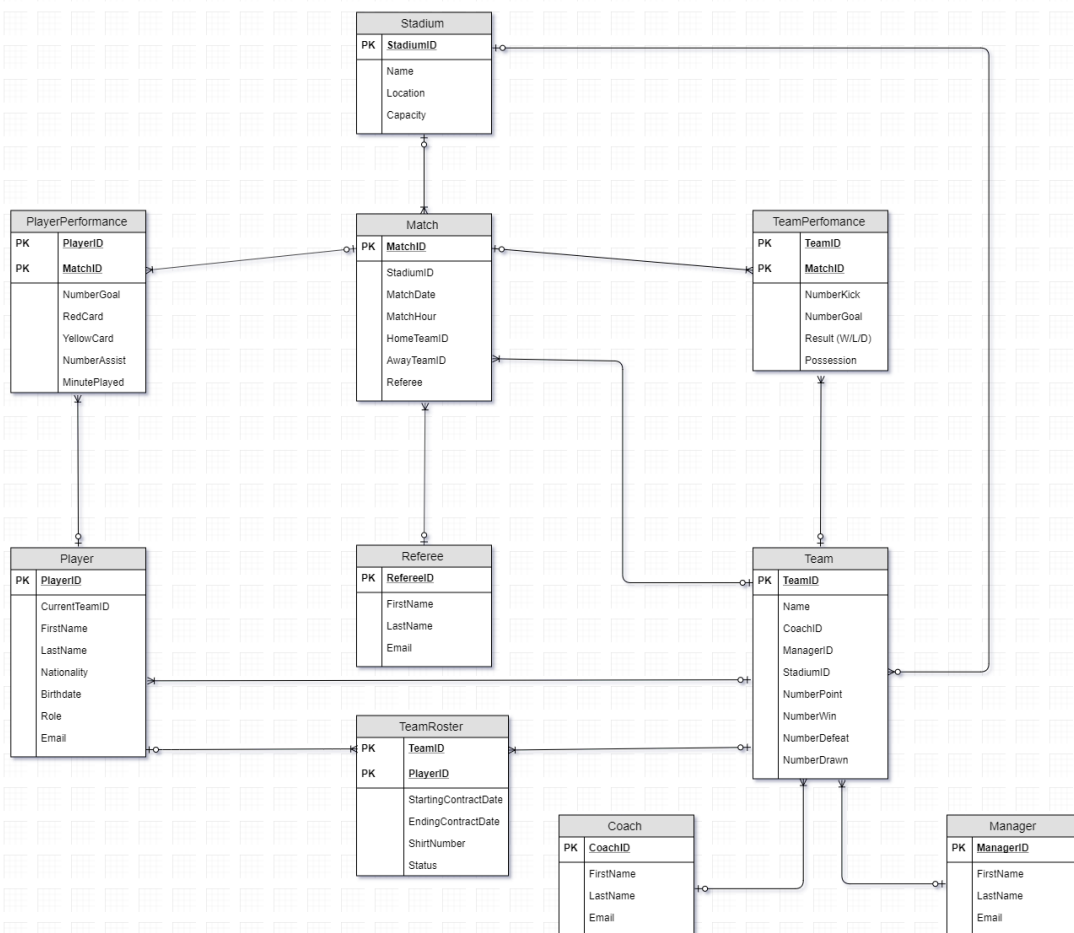 Stadium
PK StadiumID
Name
Location
Capacity
PlayerPerformance
PK PlayerID
PK MatchID
NumberGoal
RedCard
YellowCard
NumberAssist
MinutePlayed
Match
PK MatchID
StadiumID
MatchDate
MatchHour
HomeTeamID
AwayTeamID
Referee
TeamPerfomance
PK TeamID
PK MatchID
NumberKick
NumberGoal
Result (W/L/D)
Possession
Player
PK PlayerID
CurrentTeamID
FirstName
LastName
Nationality
Birthdate
Role
Email
Referee
PK RefereeID
FirstName
LastName
Email
Team
PK TeamID
Name
CoachID
ManagerID
StadiumID
NumberPoint
NumberWin
NumberDefeat
NumberDrawn
TeamRoster
PK TeamID
PK PlayerID
StartingContractDate
EndingContractDate
ShirtNumber
Status
Coach
PK CoachID
FirstName
LastName
Email
Manager
PK ManagerID
FirstName
LastName
Email